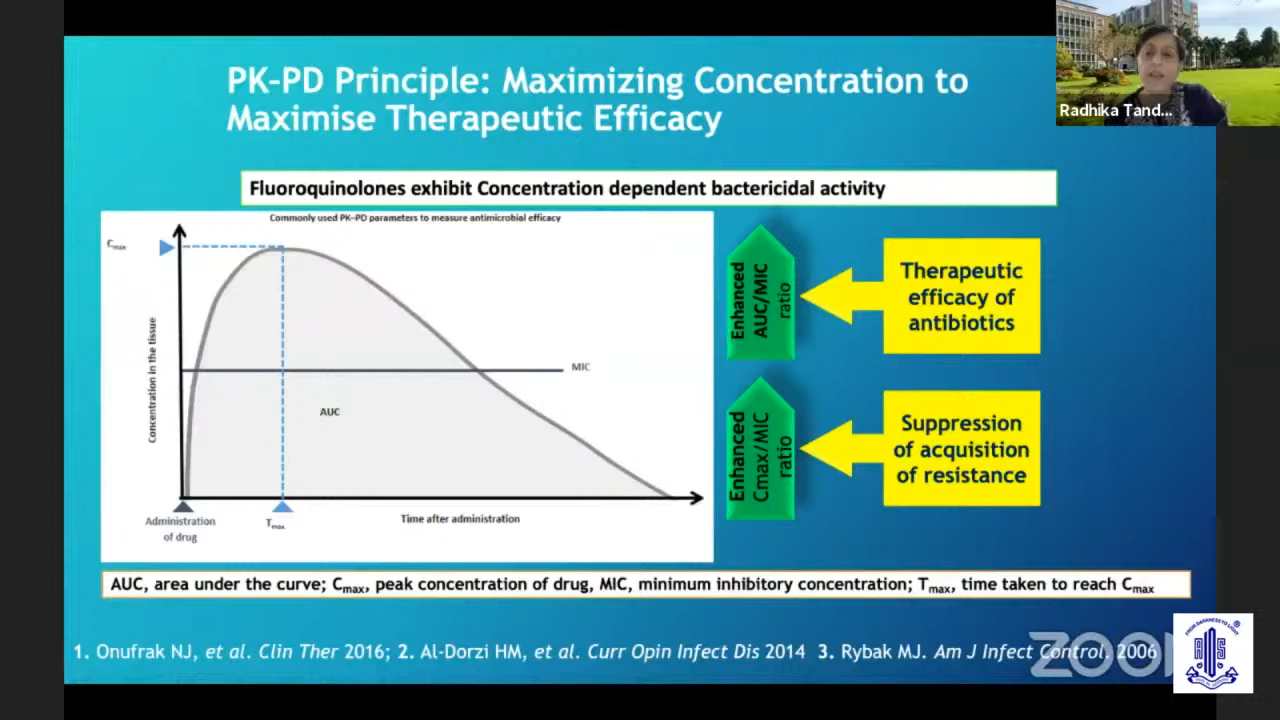 PK-PD Principle: Maximizing Concentration to
Maximise Therapeutic Efficacy
Radhika Tand...
Fluoroquinolones exhibit Concentration dependent bactericidal activity
Commonly used PK-PD parameters to measure antimicrobial efficacy
Cmax
Concentration in the tissue
MIC
AUC
Administration
of drug
Tmax
Time after administration
Enhanced
AUC/MIC
ratio
Therapeutic
efficacy of
antibiotics
Enhanced
Cmax/MIC
ratio
Suppression
of acquisition
of resistance
AUC, area under the curve; Cmax, peak concentration of drug, MIC, minimum inhibitory concentration; Tmax, time taken to reach Cmax
1. Onufrak NJ, et al. Clin Ther 2016; 2. Al-Dorzi HM, et al. Curr Opin Infect Dis 2014 3. Rybak MJ. Am J Infect Control. 2006
zoom
FROM DARKNESS TO LIGHT